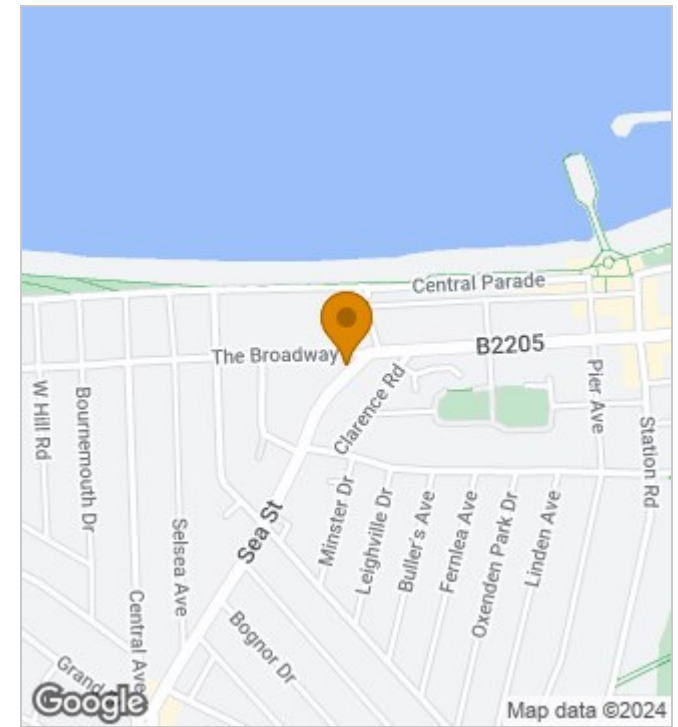 Central Parade
The Broadway
B2205
Clarence Rd
Pier Ave
Station Rd
W Hill Rd
Bournemouth Dr
Selsea Ave
Central Ave
Sea St
Minster Dr
Leighville Dr
Buller's Ave
Fernlea Ave
Oxenden Park Dr
Linden Ave
Bognor Dr
Grand
Google
Map data ©2024